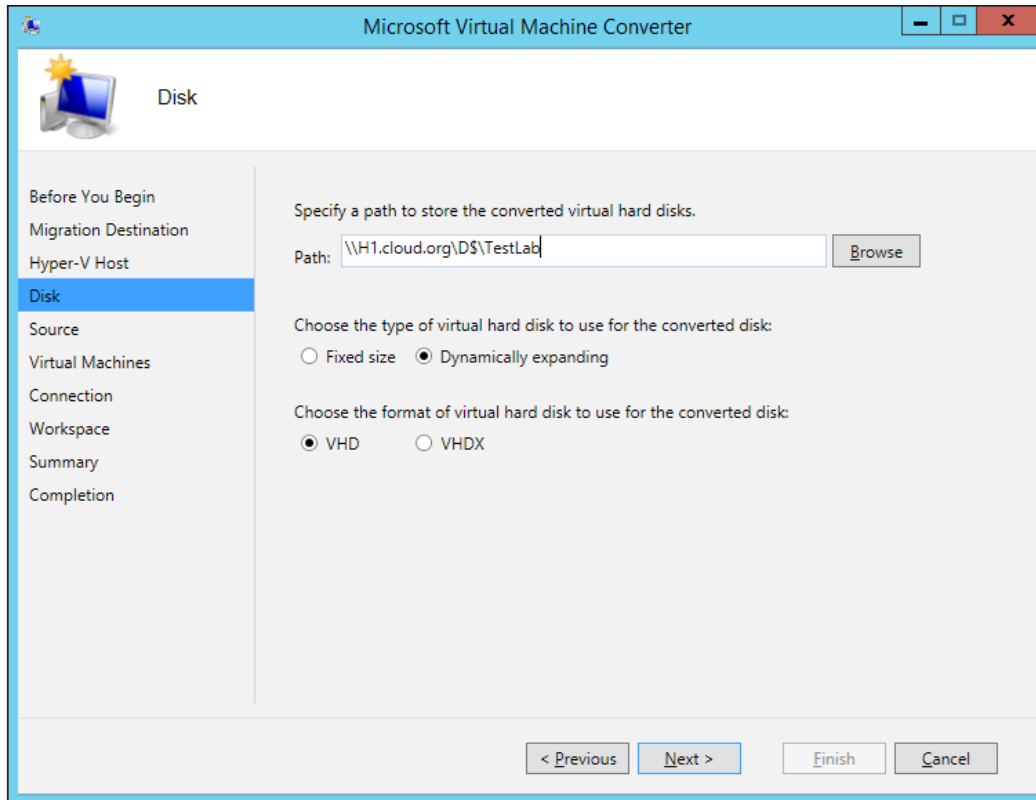 Microsoft Virtual Machine Converter
Disk
Before You Begin
Migration Destination
Hyper-V Host
Disk
Source
Virtual Machines
Connection
Workspace
Summary
Completion
Specify a path to store the converted virtual hard disks.
Path: \\H1.cloud.org\D$\TestLab Browse
Choose the type of virtual hard disk to use for the converted disk:
Fixed size Dynamically expanding
Choose the format of virtual hard disk to use for the converted disk:
VHD VHDX
< Previous Next > Finish Cancel